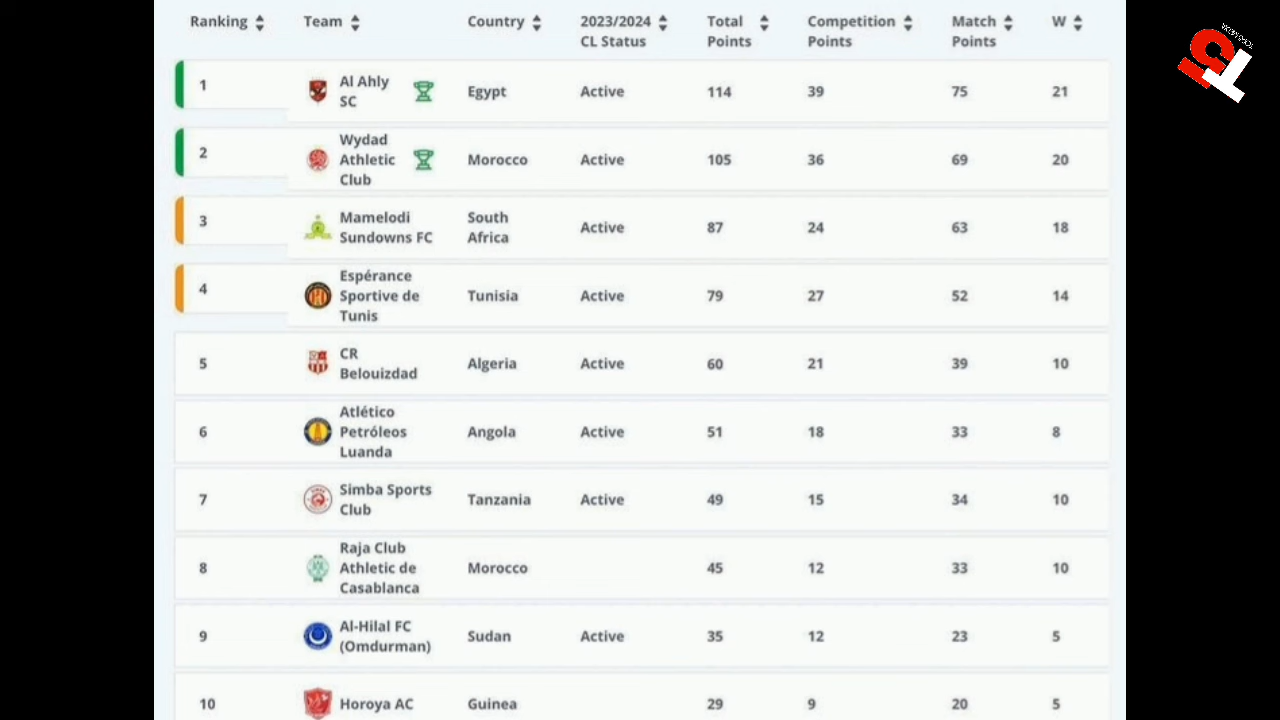 Ranking Team Country 2023/2024 Total Competition Match W
CL Status Points Points Points
1 Al Ahly SC Egypt Active 114 39 75 21
2 Wydad Athletic Club Morocco Active 105 36 69 20
3 Mamelodi Sundowns FC South Africa Active 87 24 63 18
4 Espérance Sportive de Tunis Tunisia Active 79 27 52 14
5 CR Belouizdad Algeria Active 60 21 39 10
6 Atlético Petróleos Luanda Angola Active 51 18 33 8
7 Simba Sports Club Tanzania Active 49 15 34 10
8 Raja Club Athletic de Casablanca Morocco 45 12 33 10
9 Al-Hilal FC (Omdurman) Sudan Active 35 12 23 5
10 Horoya AC Guinea 29 9 20 5